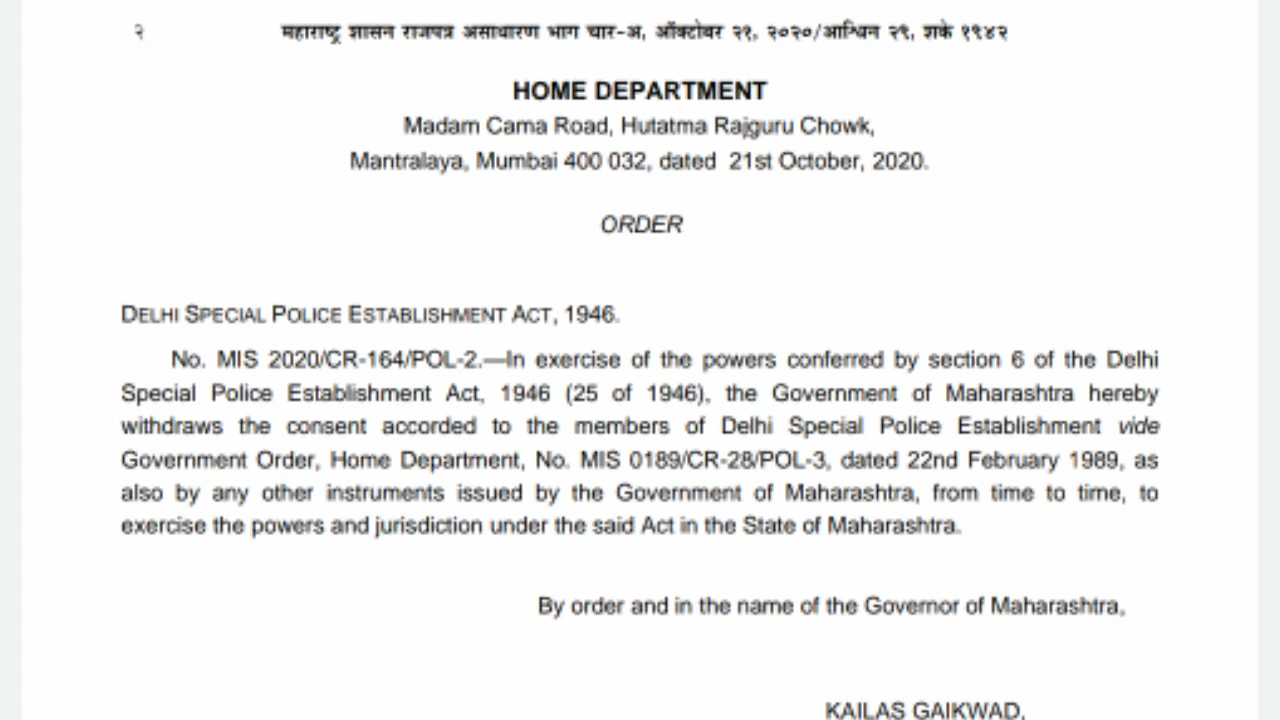 २ महाराष्ट्र शासन राजपत्र असाधारण भाग चार-अ, ऑक्टोबर २१, २०२०/आश्विन २९, शके १९४२
HOME DEPARTMENT
Madam Cama Road, Hutatma Rajguru Chowk,
Mantralaya, Mumbai 400 032, dated 21st October, 2020.
ORDER
DELHI SPECIAL POLICE ESTABLISHMENT ACT, 1946.
No. MIS 2020/CR-164/POL-2.—In exercise of the powers conferred by section 6 of the Delhi
Special Police Establishment Act, 1946 (25 of 1946), the Government of Maharashtra hereby
withdraws the consent accorded to the members of Delhi Special Police Establishment vide
Government Order, Home Department, No. MIS 0189/CR-28/POL-3, dated 22nd February 1989, as
also by any other instruments issued by the Government of Maharashtra, from time to time, to
exercise the powers and jurisdiction under the said Act in the State of Maharashtra.
By order and in the name of the Governor of Maharashtra,
KAILAS GAIKWAD,